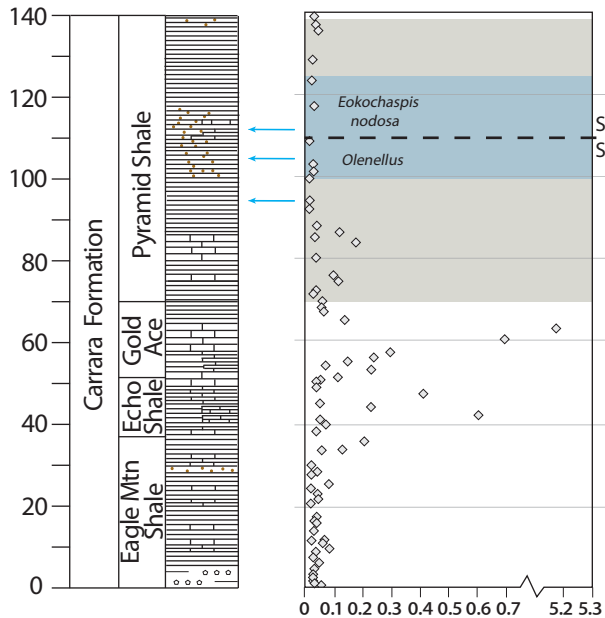 140
120
100
80
60
40
20
0
Carrara Formation
Pyramid Shale
Gold
Ace
Echo
Shale
Eagle Mtn
Shale
Eokochaspis
nodosa
Olenellus
S
S
0 0.1 0.2 0.3 0.4 0.5 0.6 0.7 5.2 5.3